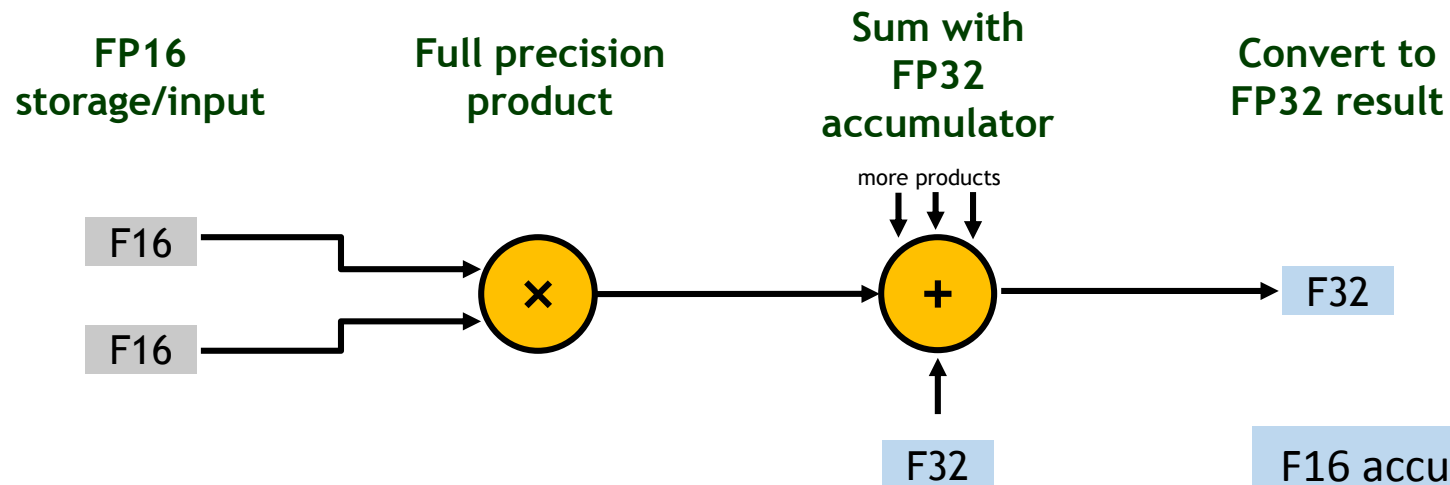 FP16
storage/input
Full precision
product
Sum with
FP32
accumulator
Convert to
FP32 result
more products
F16
F16
×
+
F32
F32
F16 accu